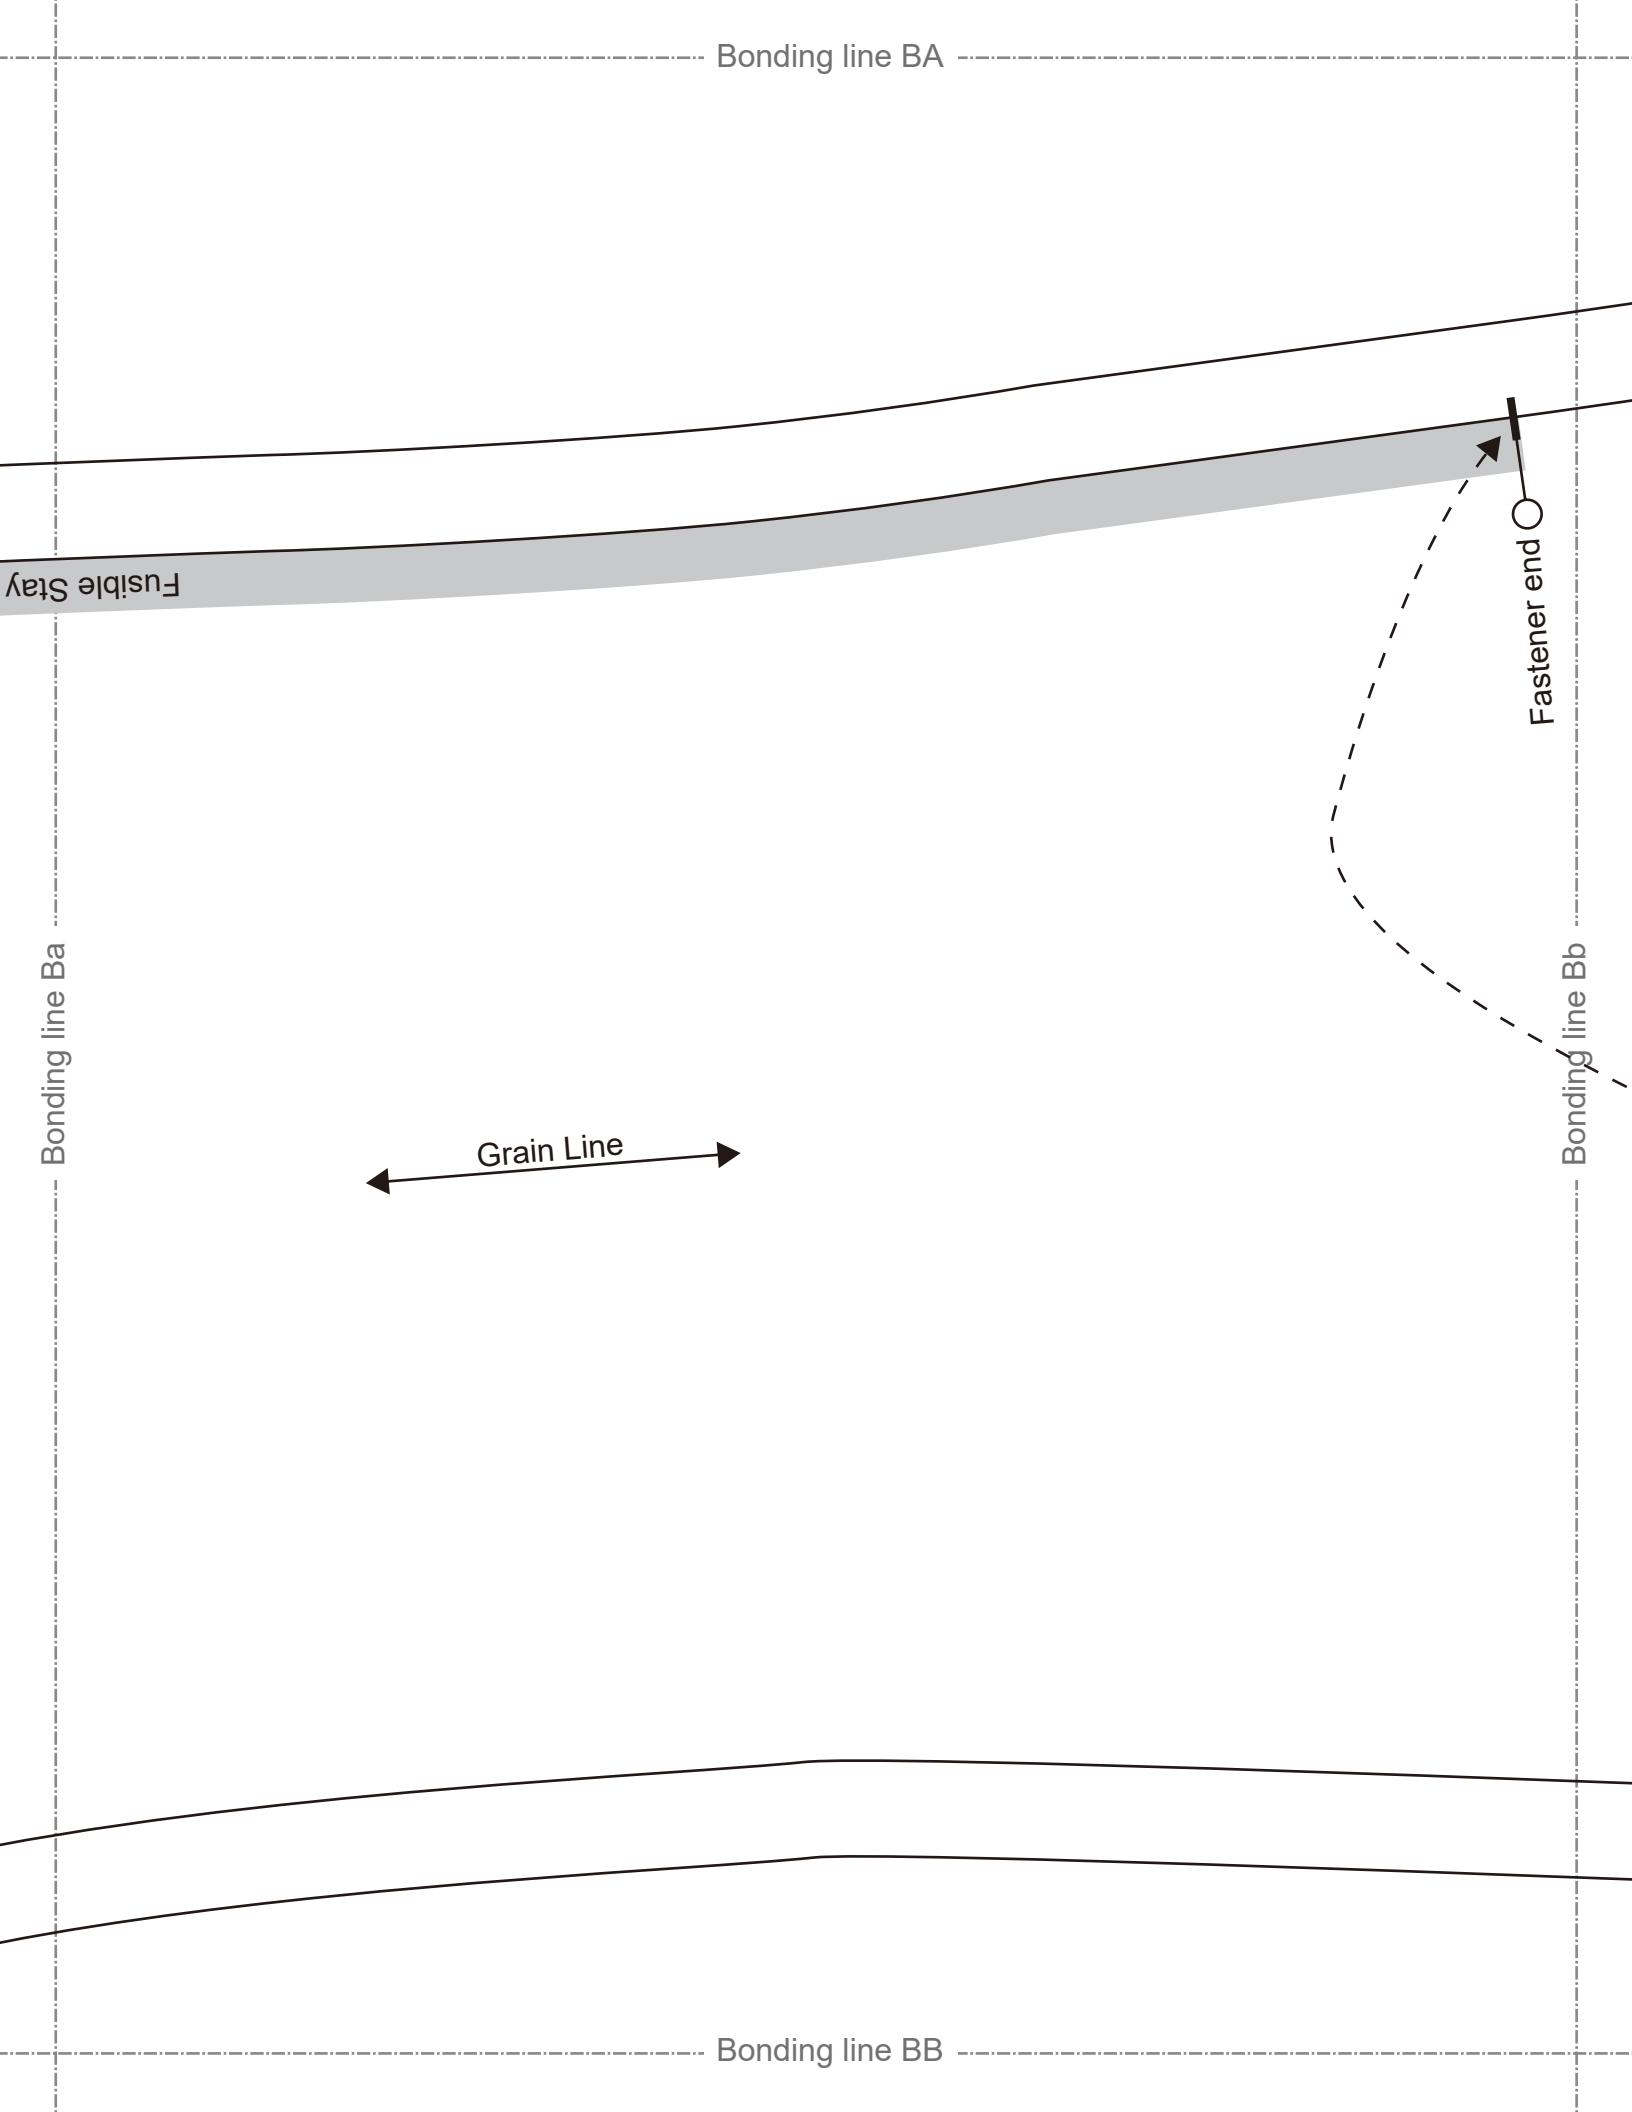 Bonding line BA
Fusible Stay
Fastener end
Bonding line Ba
Bonding line Bb
Grain Line
Bonding line BB